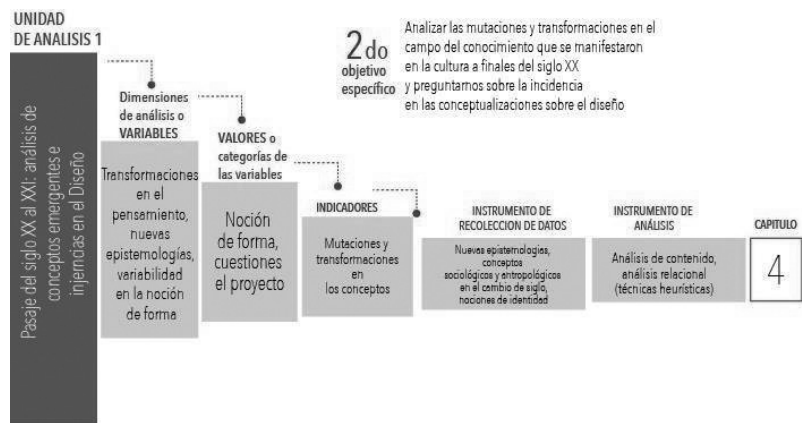 UNIDAD
DE ANALISIS 1
Pasaje del siglo XX al XXI: análisis de
conceptos emergentes e
injerncias en el Diseño
2do
objetivo
específico
Analizar las mutaciones y transformaciones en el
campo del conocimiento que se manifestaron
en la cultura a finales del siglo XX
y preguntarnos sobre la incidencia
en las conceptualizaciones sobre el diseño
Dimensiones
de análisis o
VARIABLES
Transformaciones
en el
pensamiento,
nuevas
epistemologías,
variabilidad
en la noción
de forma
VALORES o
categorías de
las variables
Noción
de forma,
cuestiones
el proyecto
INDICADORES
Mutaciones y
transformaciones
en
los conceptos
INSTRUMENTO DE
RECOLECCION DE DATOS
Nuevas epistemologías,
conceptos
sociológicos y antropológicos
en el cambio de siglo,
nociones de identidad
INSTRUMENTO DE
ANÁLISIS
Análisis de contenido,
análisis relacional
(técnicas heurísticas)
CAPITULO
4